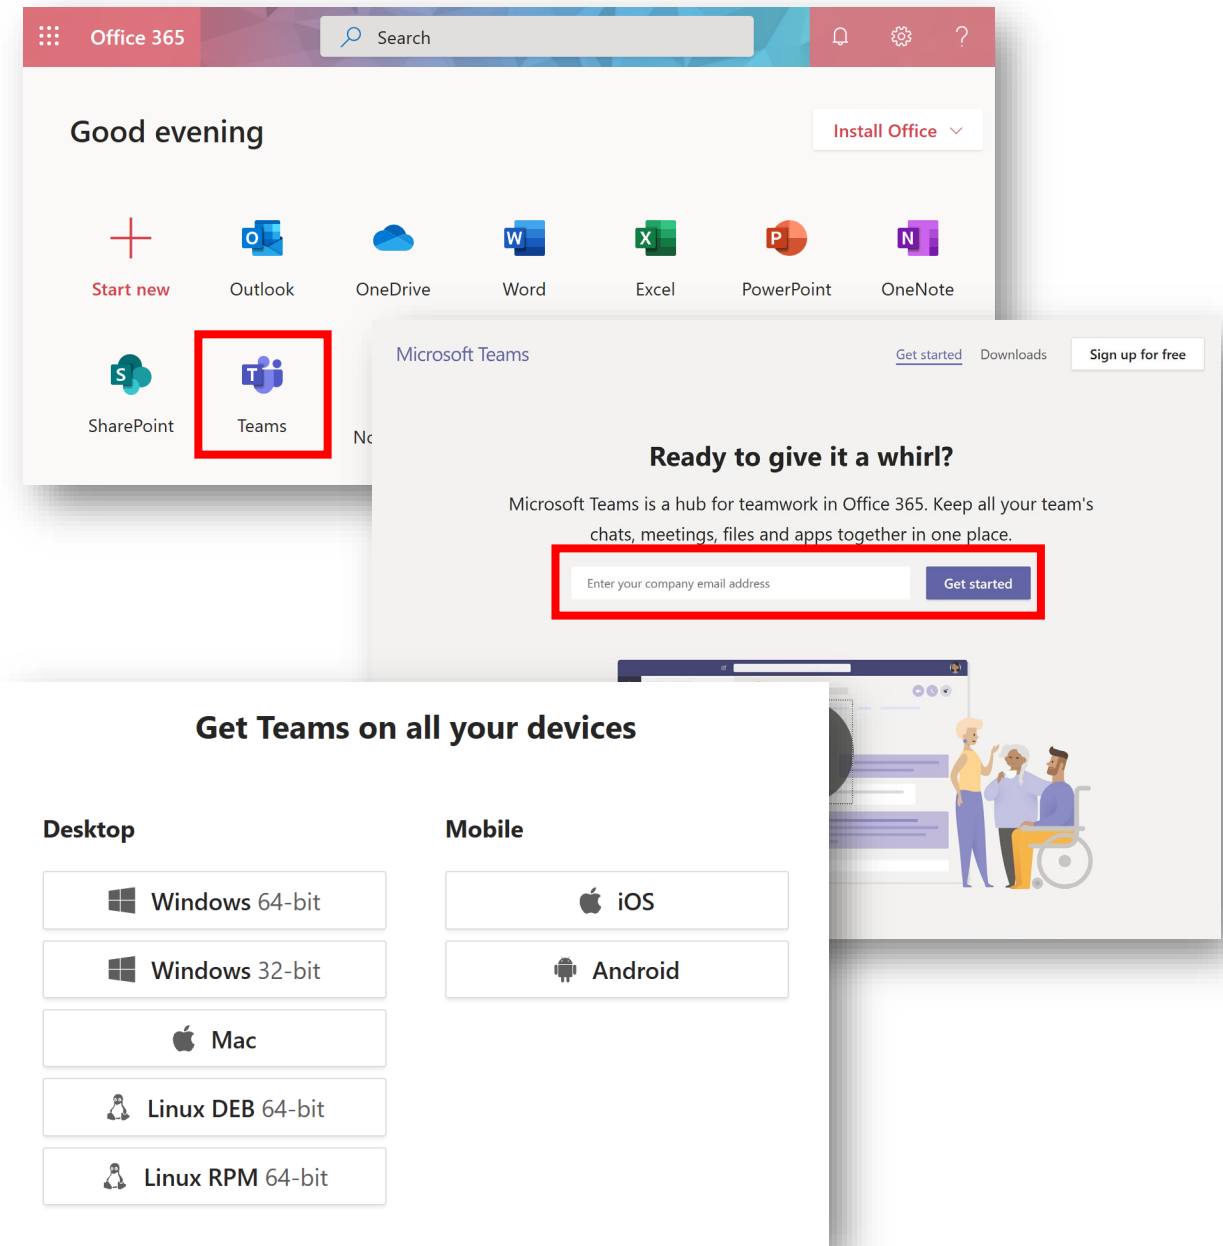 Office 365
Search
Good evening
Install Office
Start new
Outlook
OneDrive
Word
Excel
PowerPoint
OneNote
SharePoint
Teams
Microsoft Teams
Get started
Downloads
Sign up for free
Ready to give it a whirl?
Microsoft Teams is a hub for teamwork in Office 365. Keep all your team's
chats, meetings, files and apps together in one place.
Enter your company email address
Get started
Get Teams on all your devices
Desktop
Windows 64-bit
Windows 32-bit
Mac
Linux DEB 64-bit
Linux RPM 64-bit
Mobile
iOS
Android